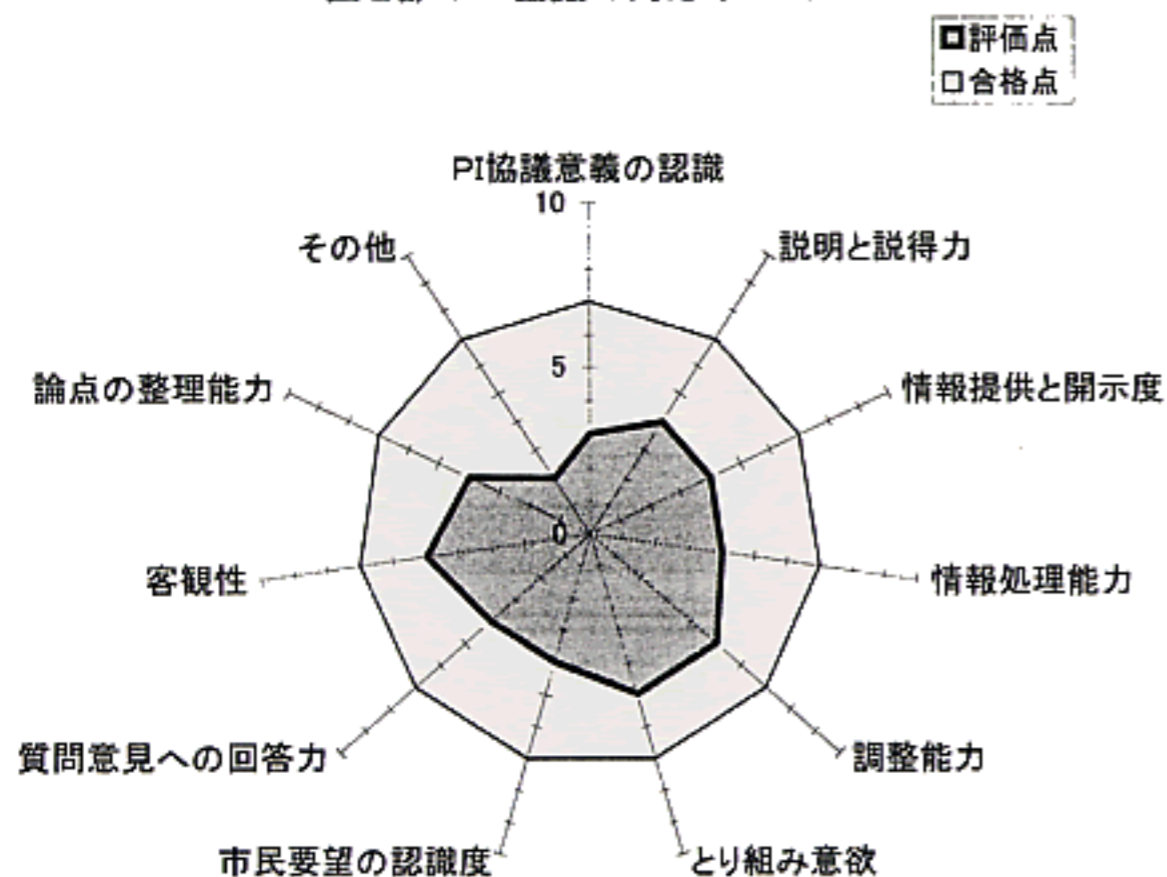 評価点
合格点
PI協議意義の認識
10
その他
説明と説得力
5
論点の整理能力
情報提供と開示度
0
客観性
情報処理能力
質問意見への回答力
調整能力
市民要望の認識度
とり組み意欲